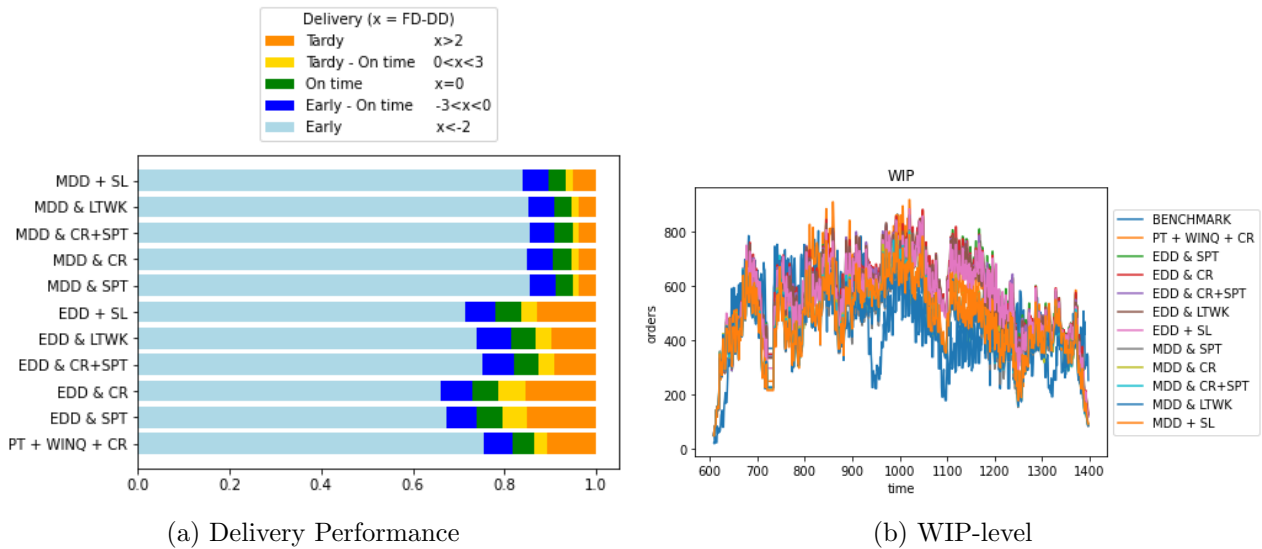 Delivery (x = FD-DD)
Tardy x>2
Tardy - On time 0<x<3
On time x=0
Early - On time -3<x<0
Early x<-2
MDD + SL
MDD & LTWK
MDD & CR+SPT
MDD & CR
MDD & SPT
EDD + SL
EDD & LTWK
EDD & CR+SPT
EDD & CR
EDD & SPT
PT + WINQ + CR
0.0 0.2 0.4 0.6 0.8 1.0
(a) Delivery Performance
WIP
800
600
400
200
0
orders
600 700 800 900 1000 1100 1200 1300 1400
time
BENCHMARK
PT + WINQ + CR
EDD & SPT
EDD & CR
EDD & CR+SPT
EDD & LTWK
EDD + SL
MDD & SPT
MDD & CR
MDD & CR+SPT
MDD & LTWK
MDD + SL
(b) WIP-level